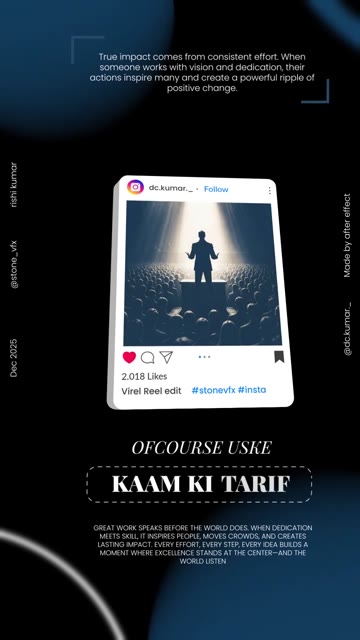 True impact comes from consistent effort. When
someone works with vision and dedication, their
actions inspire many and create a powerful ripple of
positive change.
rishi kumar
@stone_vfx
Dec 2025
Made by after effect
@dc.kumar._
dc.kumar._ • Follow
2,018 Likes
Virel Reel edit #stonevfx #insta
OFCOURSE USKE
KAAM KI TARIF
GREAT WORK SPEAKS BEFORE THE WORLD DOES. WHEN DEDICATION
MEETS SKILL, IT INSPIRES PEOPLE, MOVES CROWDS, AND CREATES
LASTING IMPACT. EVERY EFFORT, EVERY STEP, EVERY IDEA BUILDS A
MOMENT WHERE EXCELLENCE STANDS AT THE CENTER—AND THE
WORLD LISTEN